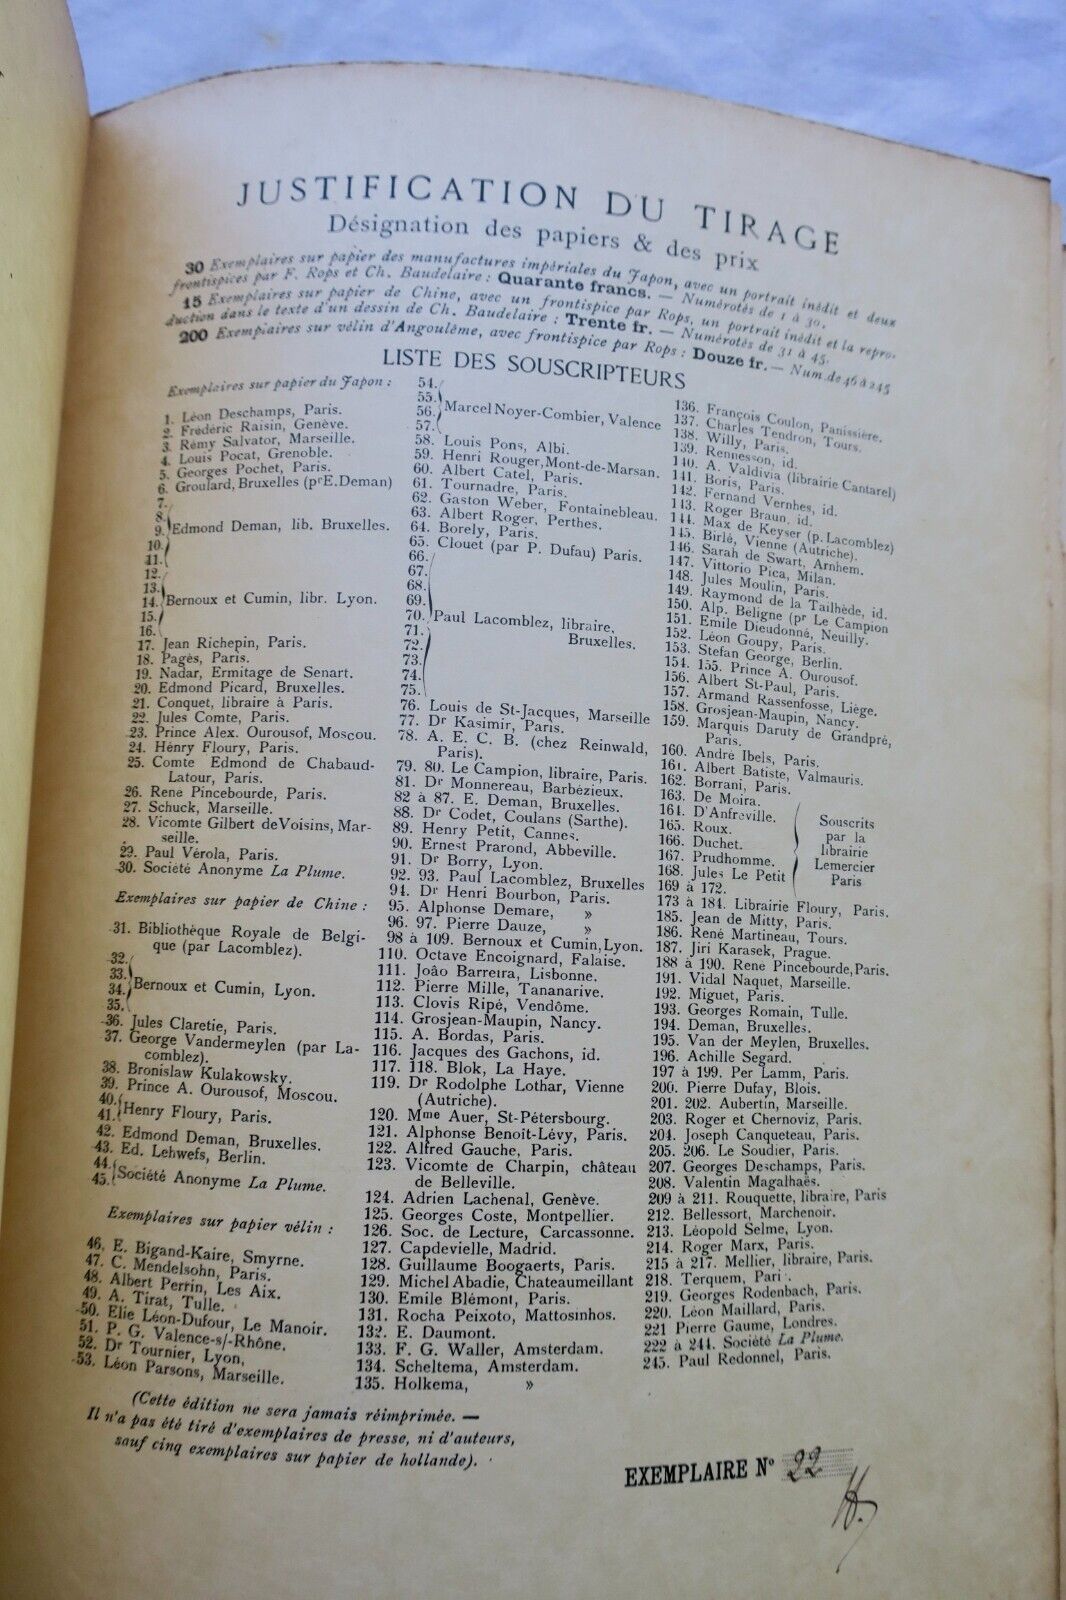 JUSTIFICATION DU TIRAGE
Désignation des papiers & des prix
30 Exemplaires sur papier des manufactures impériales du Japon, avec un portrait inédit et deux
frontispices par F. Rops et Ch. Baudelaire : Quarante francs. — Numérotés de 1 à 30.
15 Exemplaires sur papier de Chine, avec un frontispice par Rops, un portrait inédit et la repro-
duction dans le texte d'un dessin de Ch. Baudelaire : Trente fr. — Numérotés de 31 à 45.
200 Exemplaires sur vélin d'Angoulême, avec frontispice par Rops : Douze fr. — Num. de 46 à 245
LISTE DES SOUSCRIPTEURS
Exemplaires sur papier du Japon :
1. Léon Deschamps, Paris.
2. Frédéric Raisin, Genève.
3. Rémy Salvator, Marseille.
4. Louis Pocat, Grenoble.
5. Georges Pochet, Paris.
6. Groulard, Bruxelles (pr E. Deman)
7.
8.
9. Edmond Deman, lib. Bruxelles.
10.
11.
12.
13.
14. Bernoux et Cumin, libr. Lyon.
15.
16.
17. Jean Richepin, Paris.
18. Pagès, Paris.
19. Nadar, Ermitage de Senart.
20. Edmond Picard, Bruxelles.
21. Conquet, libraire à Paris.
22. Jules Comte, Paris.
23. Prince Alex. Ourousof, Moscou.
24. Hénry Floury, Paris.
25. Comte Edmond de Chabaud-
Latour, Paris.
26. René Pincebourde, Paris.
27. Schuck, Marseille.
28. Vicomte Gilbert de Voisins, Mar-
seille.
29. Paul Vérola, Paris.
30. Société Anonyme La Plume.
Exemplaires sur papier de Chine :
31. Bibliothèque Royale de Belgi-
que (par Lacomblez).
32.
33.
34. Bernoux et Cumin, Lyon.
35.
36. Jules Claretie, Paris.
37. George Vandermeylen (par La-
comblez).
38. Bronislaw Kulakowsky.
39. Prince A. Ourousof, Moscou.
40.
41. Henry Floury, Paris.
42. Edmond Deman, Bruxelles.
43. Ed. Lehwefs, Berlin.
44.
45. Société Anonyme La Plume.
Exemplaires sur papier vélin :
46. E. Bigand-Kaire, Smyrne.
47. C. Mendelsohn, Paris.
48. Albert Perrin, Les Aix.
49. A. Tirat, Tulle.
50. Elie Léon-Dufour, Le Manoir.
51. P. G. Valence-s/-Rhône.
52. Dr Tournier, Lyon,
53. Léon Parsons, Marseille.
54.
55.
56. Marcel Noyer-Combier, Valence
57.
58. Louis Pons, Albi.
59. Henri Rouger, Mont-de-Marsan.
60. Albert Catel, Paris.
61. Tournadre, Paris.
62. Gaston Weber, Fontainebleau.
63. Albert Roger, Perthes.
64. Borely, Paris.
65. Clouet (par P. Dufau) Paris.
66.
67.
68.
69.
70. Paul Lacomblez, libraire,
71. Bruxelles.
72.
73.
74.
75.
76. Louis de St-Jacques, Marseille
77. Dr Kasimir, Paris.
78. A. E. C. B. (chez Reinwald,
Paris).
79. 80. Le Campion, libraire, Paris.
81. Dr Monnereau, Barbézieux.
82 à 87. E. Deman, Bruxelles.
88. Dr Codet, Coulans (Sarthe).
89. Henry Petit, Cannes.
90. Ernest Prarond, Abbeville.
91. Dr Borry, Lyon.
92. 93. Paul Lacomblez, Bruxelles
94. Dr Henri Bourbon, Paris.
95. Alphonse Demare, »
96. 97. Pierre Dauze, »
98 à 109. Bernoux et Cumin, Lyon.
110. Octave Encoignard, Falaise.
111. Joâo Barreira, Lisbonne.
112. Pierre Mille, Tananarive.
113. Clovis Ripé, Vendôme.
114. Grosjean-Maupin, Nancy.
115. A. Bordas, Paris.
116. Jacques des Gachons, id.
117. 118. Blok, La Haye.
119. Dr Rodolphe Lothar, Vienne
(Autriche).
120. Mme Auer, St-Pétersbourg.
121. Alphonse Benoit-Lévy, Paris.
122. Alfred Gauche, Paris.
123. Vicomte de Charpin, château
de Belleville.
124. Adrien Lachenal, Genève.
125. Georges Coste, Montpellier.
126. Soc. de Lecture, Carcassonne.
127. Capdevielle, Madrid.
128. Guillaume Boogaerts, Paris.
129. Michel Abadie, Chateaumeillant
130. Emile Blémont, Paris.
131. Rocha Peixoto, Mattosinhos.
132. E. Daumont.
133. F. G. Waller, Amsterdam.
134. Scheltema, Amsterdam.
135. Holkema, »
136. François Coulon, Panissière.
137. Charles Tendron, Tours.
138. Willy, Paris.
139. Rennesson, id.
140. A. Valdivia (librairie Cantarel)
141. Boris, Paris.
142. Fernand Vernhes, id.
143. Roger Braun, id.
144. Max de Keyser (p. Lacomblez)
145. Birlé, Vienne (Autriche).
146. Sarah de Swart, Arnhem.
147. Vittorio Pica, Milan.
148. Jules Moulin, Paris.
149. Raymond de la Tailhède, id.
150. Alp. Béligne (pr Le Campion
151. Emile Dieudonné, Neuilly.
152. Léon Goupy, Paris.
153. Stefan George, Berlin.
154. 155. Prince A. Ourousof.
156. Albert St-Paul, Paris.
157. Armand Rassenfosse, Liège.
158. Grosjean-Maupin, Nancy.
159. Marquis Daruty de Grandpré,
Paris.
160. André Ibels, Paris.
161. Albert Batiste, Valmauris.
162. Borrani, Paris.
163. De Moira.
164. D'Anfreville.
165. Roux.
166. Duchet.
167. Prudhomme.
168. Jules Le Petit
169 à 172.
Souscrits
par la
librairie
Lemercier
Paris
173 à 184. Librairie Floury, Paris.
185. Jean de Mitty, Paris.
186. René Martineau, Tours.
187. Jiri Karasek, Prague.
188 à 190. Rene Pincebourde, Paris.
191. Vidal Naquet, Marseille.
192. Miguet, Paris.
193. Georges Romain, Tulle.
194. Deman, Bruxelles.
195. Van der Meylen, Bruxelles.
196. Achille Segard.
197 à 199. Per Lamm, Paris.
200. Pierre Dufay, Blois.
201. 202. Aubertin, Marseille.
203. Roger et Chernoviz, Paris.
204. Joseph Canqueteau, Paris.
205. 206. Le Soudier, Paris.
207. Georges Deschamps, Paris.
208. Valentin Magalhaës.
209 à 211. Rouquette, libraire, Paris
212. Bellessort, Marchenoir.
213. Léopold Selme, Lyon.
214. Roger Marx, Paris.
215 à 217. Mellier, libraire, Paris.
218. Terquem, Pari .
219. Georges Rodenbach, Paris.
220. Léon Maillard, Paris.
221 Pierre Gaume, Londres.
222 à 244. Société La Plume.
245. Paul Redonnel, Paris.
(Cette édition ne sera jamais réimprimée. —
Il n'a pas été tiré d'exemplaires de presse, ni d'auteurs,
sauf cinq exemplaires sur papier de hollande).
EXEMPLAIRE N° 22